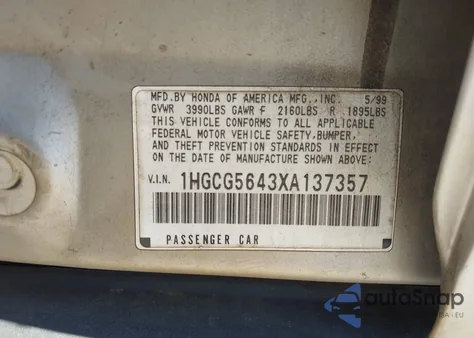 MFD.BY HONDA OF AMERICA MFG.,INC. 5/99
GVWR 3990LBS GAWR F 2160LBS R 1895LBS
THIS VEHICLE CONFORMS TO ALL APPLICABLE
FEDERAL MOTOR VEHICLE SAFETY,BUMPER,
AND THEFT PREVENTION STANDARDS IN EFFECT
ON THE DATE OF MANUFACTURE SHOWN ABOVE:
V.I.N. 1HGCG5643XA137357
PASSENGER CAR
autoSnap
USA : EU